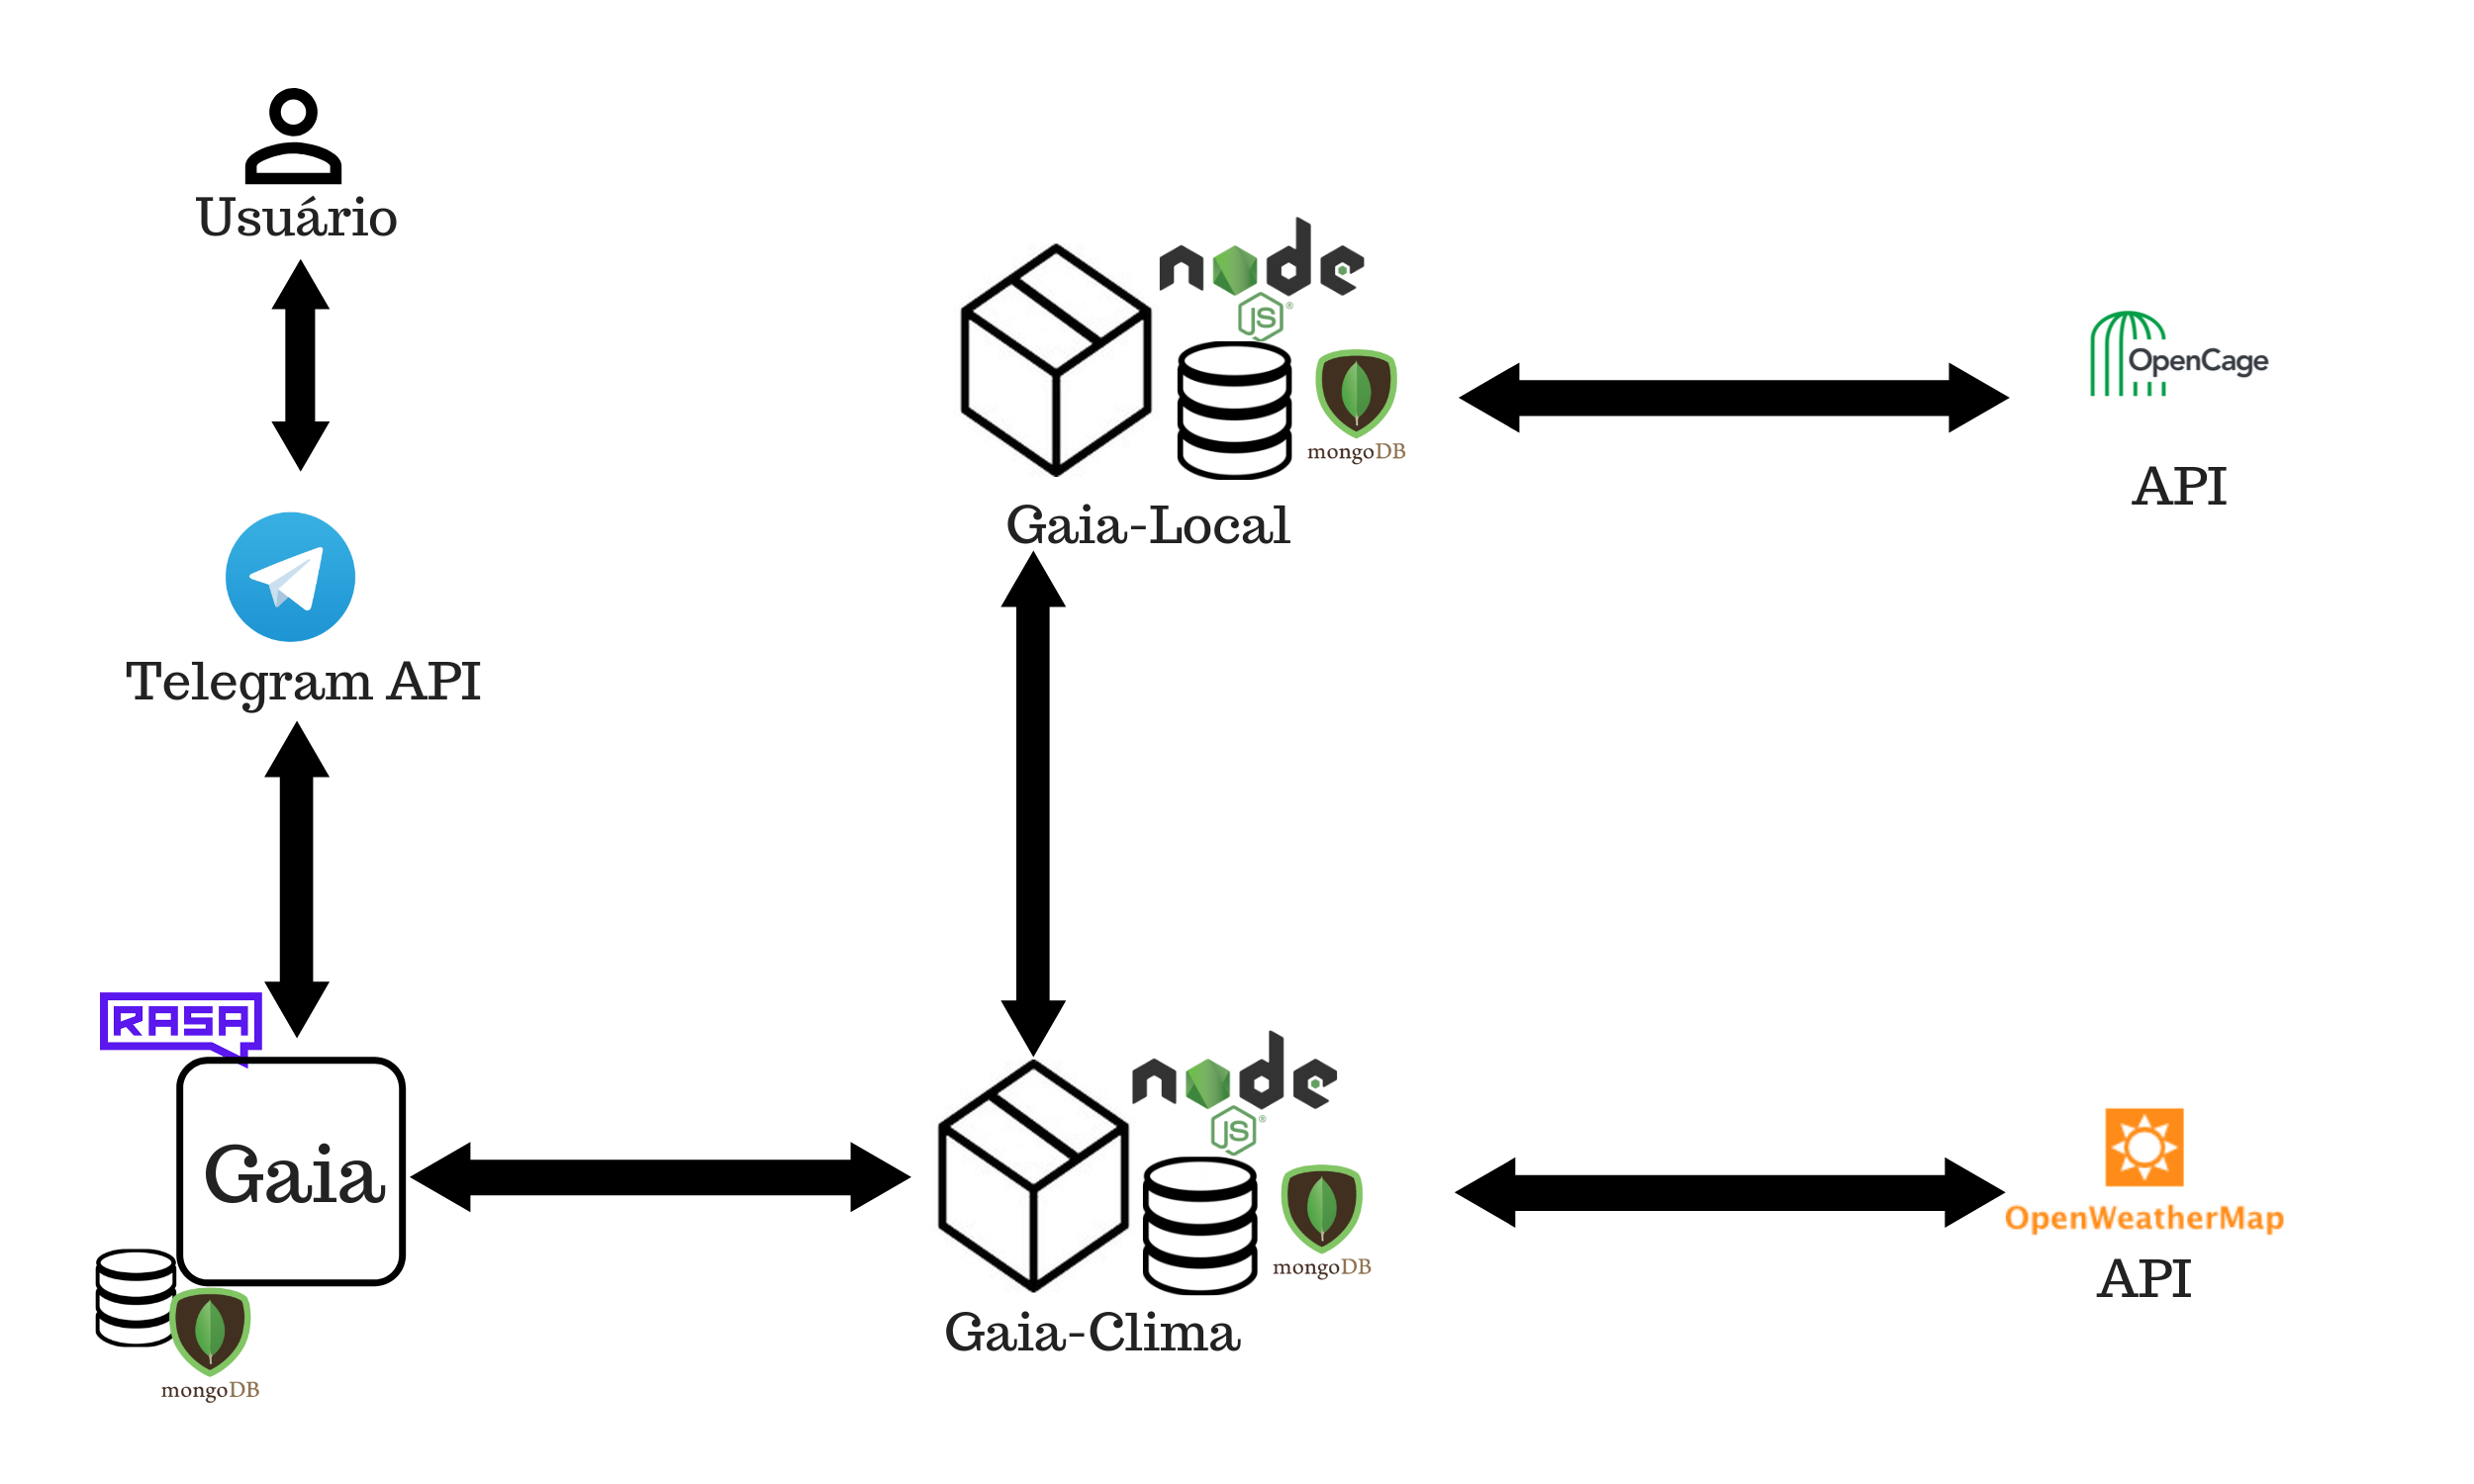 Usuário
Telegram API
RASA
Gaia
mongoDB
node
JS
®
mongoDB
Gaia-Local
node
JS
®
mongoDB
Gaia-Clima
OpenCage
API
OpenWeatherMap
API